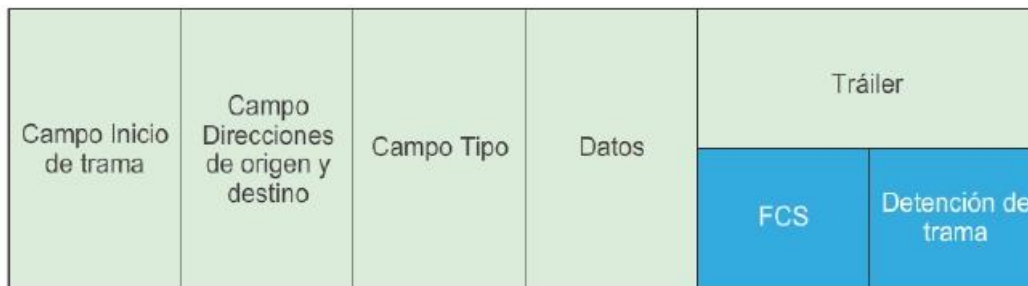 Campo Inicio
de trama
Campo
Direcciones
de origen y
destino
Campo Tipo
Datos
Tráiler
FCS
Detención de
trama